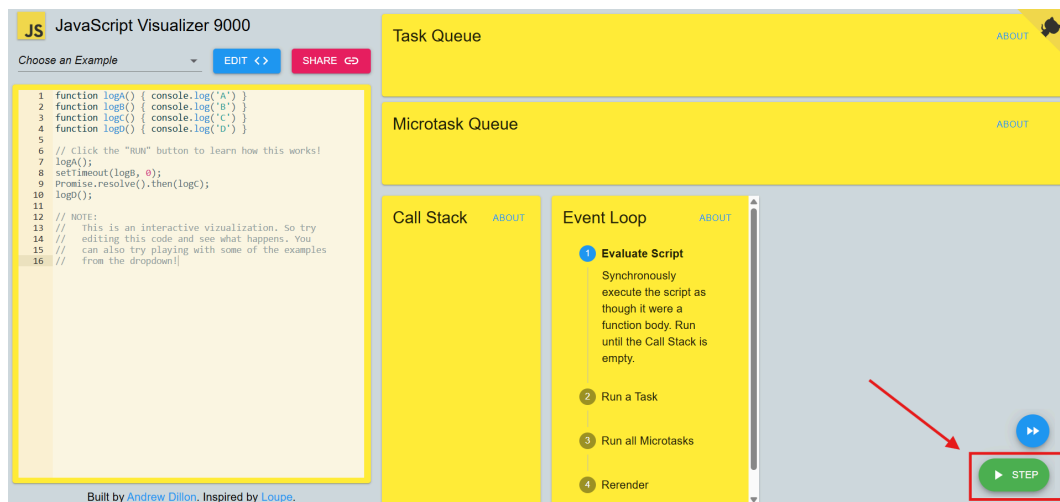 JS JavaScript Visualizer 9000
Choose an Example EDIT <> SHARE
1 function logA() { console.log('A') }
2 function logB() { console.log('B') }
3 function logC() { console.log('C') }
4 function logD() { console.log('D') }
5
6 // Click the "RUN" button to learn how this works!
7 logA();
8 setTimeout(logB, 0);
9 Promise.resolve().then(logC);
10 logD();
11
12 // NOTE:
13 //   This is an interactive vizualization. So try
14 //   editing this code and see what happens. You
15 //   can also try playing with some of the examples
16 //   from the dropdown!
Built by Andrew Dillon. Inspired by Loupe.
Task Queue ABOUT
Microtask Queue ABOUT
Call Stack ABOUT
Event Loop ABOUT
1 Evaluate Script
Synchronously
execute the script as
though it were a
function body. Run
until the Call Stack is
empty.
2 Run a Task
3 Run all Microtasks
4 Rerender
STEP